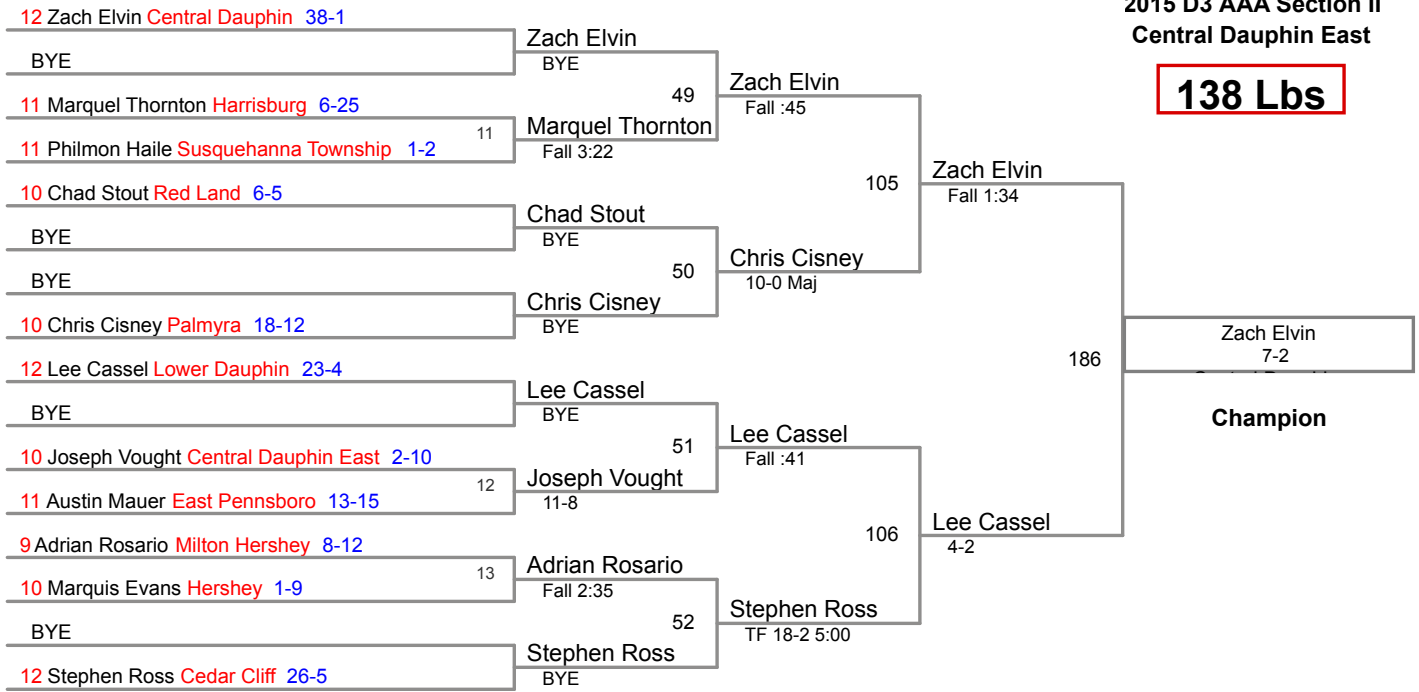 2015 D3 AAA Section II
Central Dauphin East
138 Lbs
12 Zach Elvin Central Dauphin 38-1
BYE
11 Marquel Thornton Harrisburg 6-25
11 Philmon Haile Susquehanna Township 1-2
10 Chad Stout Red Land 6-5
BYE
BYE
10 Chris Cisney Palmyra 18-12
12 Lee Cassel Lower Dauphin 23-4
BYE
10 Joseph Vought Central Dauphin East 2-10
11 Austin Mauer East Pennsboro 13-15
9 Adrian Rosario Milton Hershey 8-12
10 Marquis Evans Hershey 1-9
BYE
12 Stephen Ross Cedar Cliff 26-5
11
12
13
Zach Elvin
BYE
Marquel Thornton
Fall 3:22
Chad Stout
BYE
Chris Cisney
BYE
Lee Cassel
BYE
Joseph Vought
11-8
Adrian Rosario
Fall 2:35
Stephen Ross
BYE
49
50
51
52
Zach Elvin
Fall :45
Chris Cisney
10-0 Maj
Lee Cassel
Fall :41
Stephen Ross
TF 18-2 5:00
105
106
Zach Elvin
Fall 1:34
Lee Cassel
4-2
186
Zach Elvin
7-2
Champion